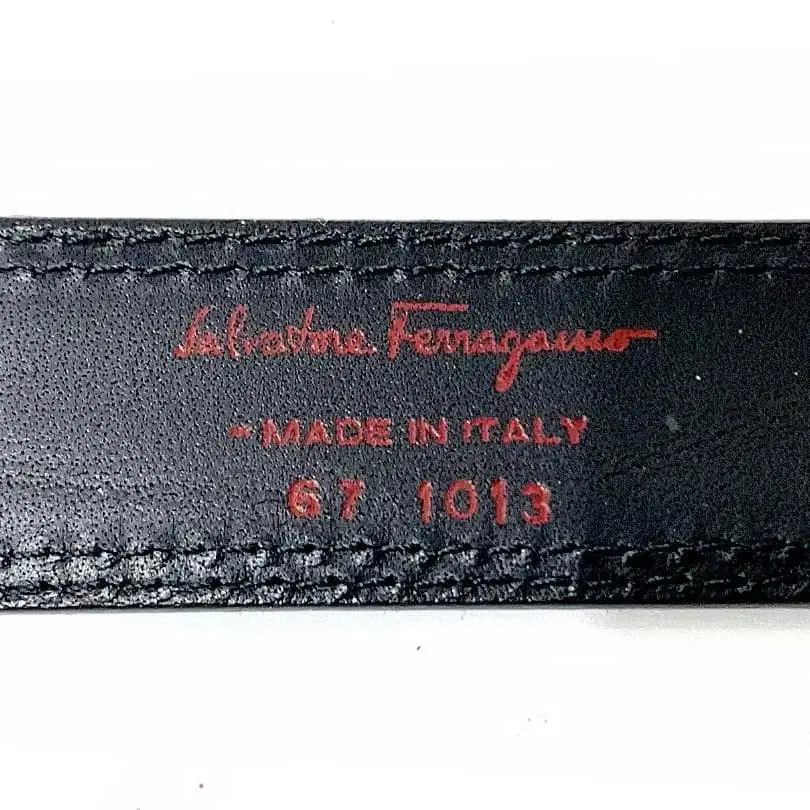 Salvatore Ferragamo
- MADE IN ITALY
67 1013